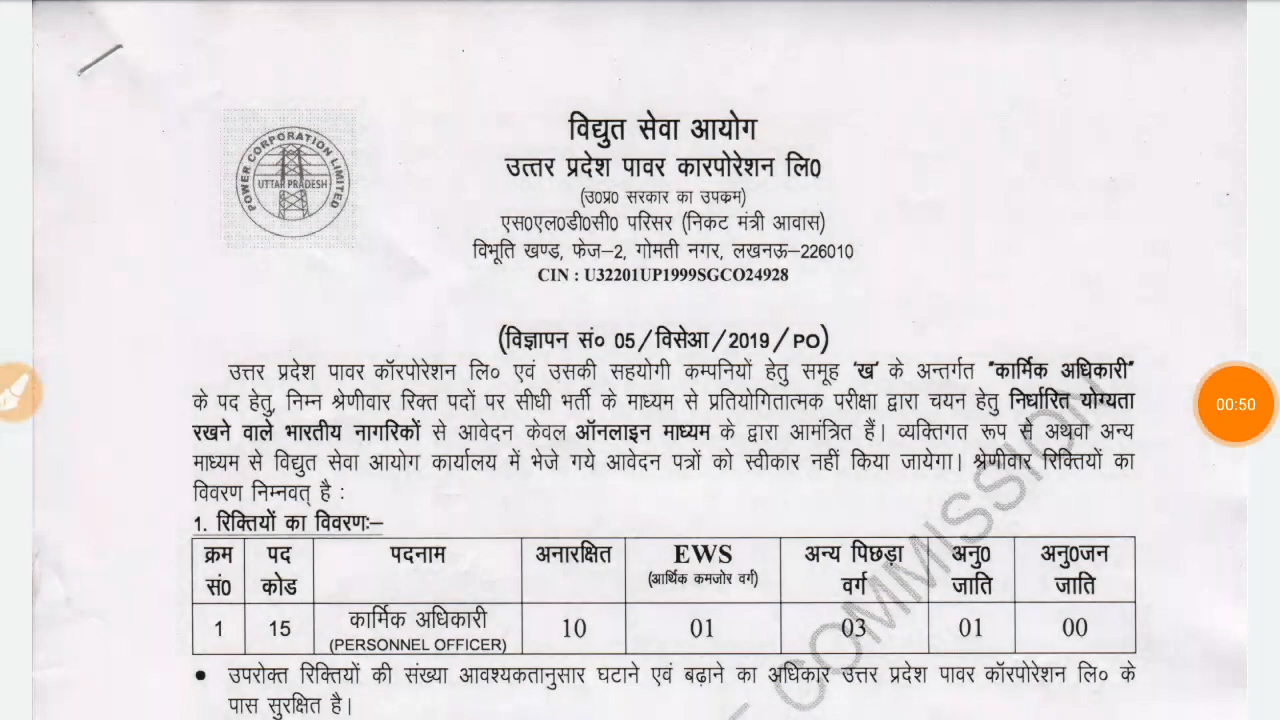 विद्युत सेवा आयोग
उत्तर प्रदेश पावर कारपोरेशन लि0
(उ0प्र0 सरकार का उपक्रम)
एस0एल0डी0सी0 परिसर (निकट मंत्री आवास)
विभूति खण्ड, फेज–2, गोमती नगर, लखनऊ–226010
CIN : U32201UP1999SGCO24928
POWER CORPORATION LIMITED
UTTAR PRADESH
(विज्ञापन सं० 05/विसेआ/2019/PO)
उत्तर प्रदेश पावर कॉरपोरेशन लि० एवं उसकी सहयोगी कम्पनियों हेतु समूह 'ख' के अन्तर्गत "कार्मिक अधिकारी"
के पद हेतु, निम्न श्रेणीवार रिक्त पदों पर सीधी भर्ती के माध्यम से प्रतियोगितात्मक परीक्षा द्वारा चयन हेतु निर्धारित योग्यता
रखने वाले भारतीय नागरिकों से आवेदन केवल ऑनलाइन माध्यम के द्वारा आमंत्रित हैं। व्यक्तिगत रूप से अथवा अन्य
माध्यम से विद्युत सेवा आयोग कार्यालय में भेजे गये आवेदन पत्रों को स्वीकार नहीं किया जायेगा। श्रेणीवार रिक्तियों का
विवरण निम्नवत् है :
1. रिक्तियों का विवरणः–
क्रम सं0 पद कोड पदनाम अनारक्षित EWS (आर्थिक कमजोर वर्ग) अन्य पिछड़ा वर्ग अनु0 जाति अनु0जन जाति
1 15 कार्मिक अधिकारी (PERSONNEL OFFICER) 10 01 03 01 00
• उपरोक्त रिक्तियों की संख्या आवश्यकतानुसार घटाने एवं बढ़ाने का अधिकार उत्तर प्रदेश पावर कॉरपोरेशन लि० के
पास सुरक्षित है।
COMMISSION
00:50